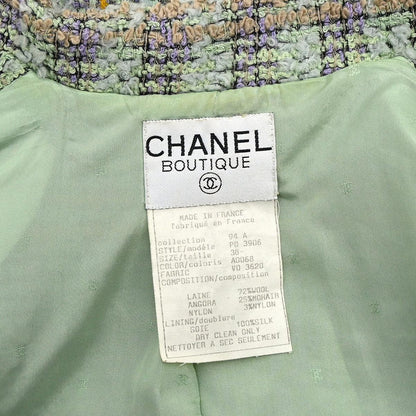 CHANEL
BOUTIQUE
MADE IN FRANCE
Fabriqué en France
collection 94 A
STYLE/modèle PO 3906
SIZE/taille 38-
COLOR/coloris A0068
FABRIC VO 3620
COMPOSITION/composition
LAINE 72%WOOL
ANGORA 25%MOHAIR
NYLON 3%NYLON
LINING/doublure
SOIE 100%SILK
DRY CLEAN ONLY
NETTOYER A SEC SEULEMENT